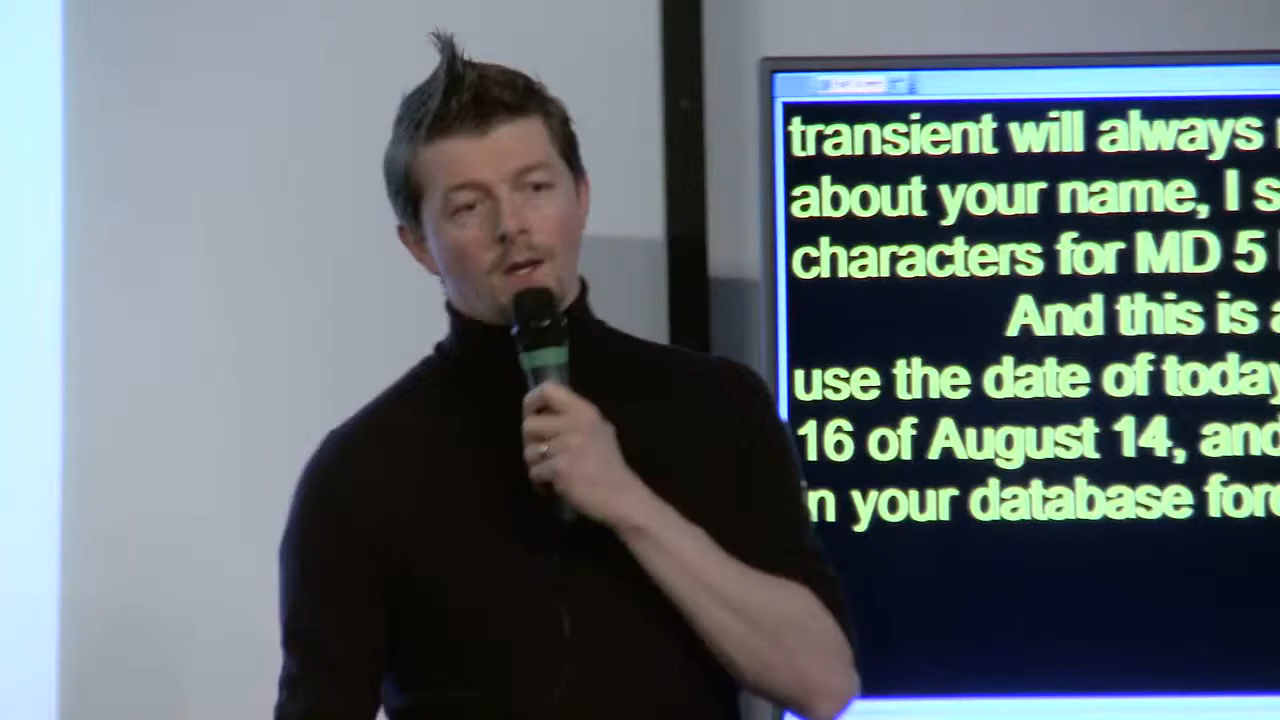 transient will always
about your name, I s
characters for MD 5
And this is a
use the date of today
16 of August 14, and
n your database fore